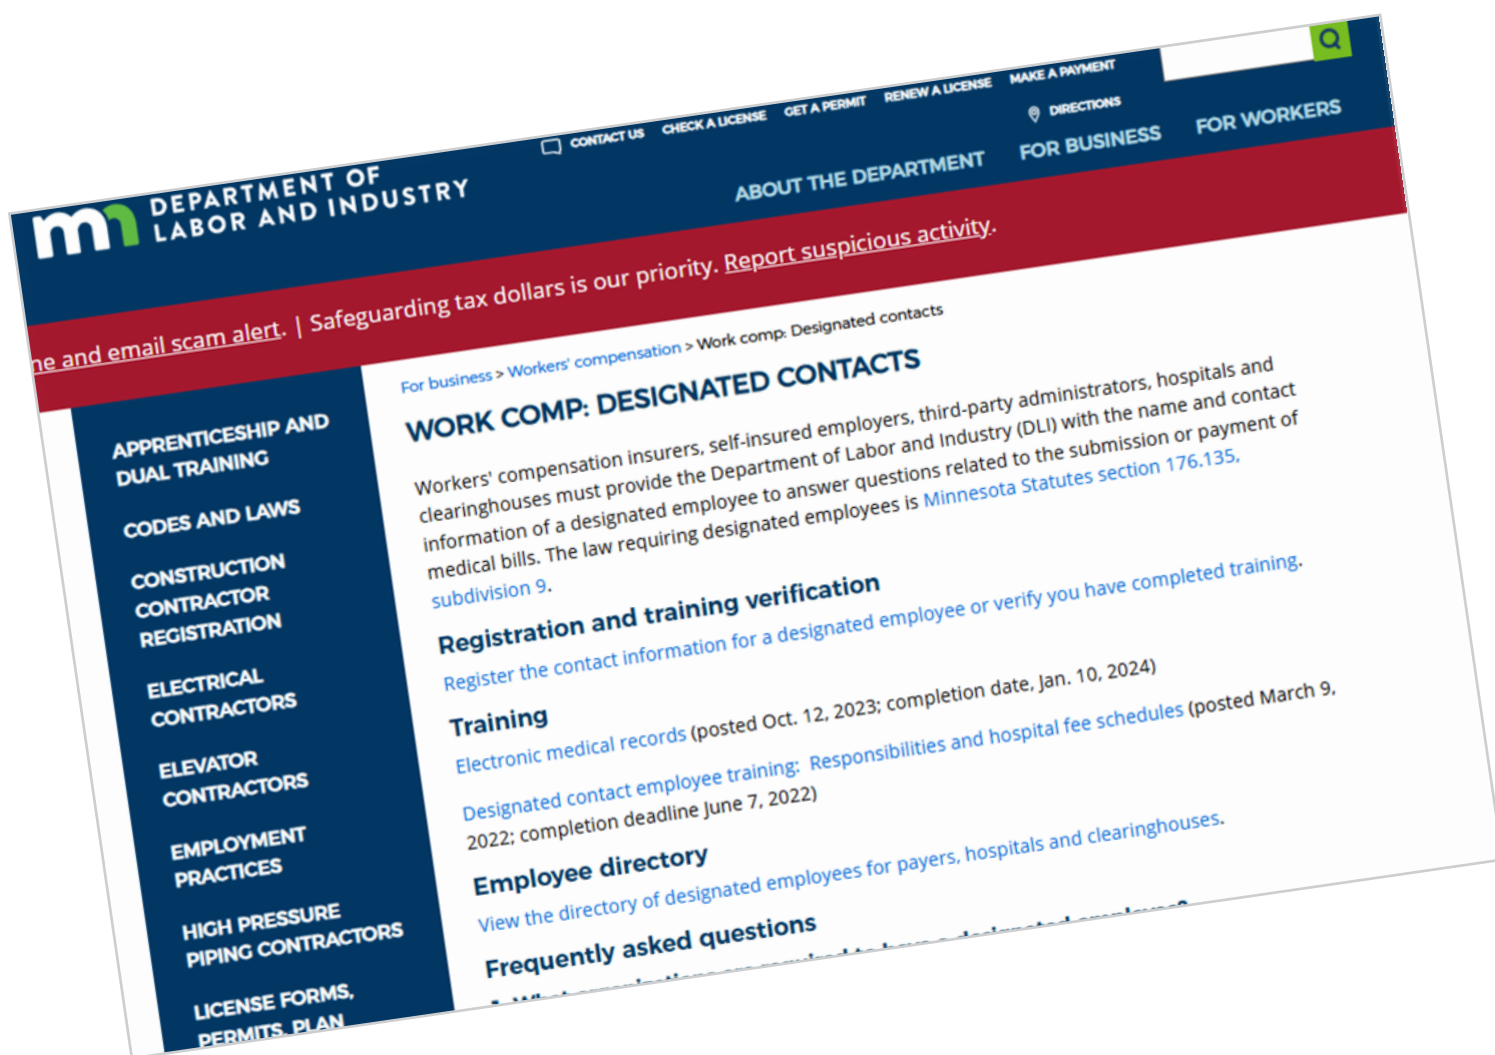 CONTACT US
CHECK A LICENSE
GET A PERMIT
RENEW A LICENSE
MAKE A PAYMENT
DIRECTIONS
mn
DEPARTMENT OF
LABOR AND INDUSTRY
ABOUT THE DEPARTMENT
FOR BUSINESS
FOR WORKERS
and email scam alert. | Safeguarding tax dollars is our priority. Report suspicious activity.
APPRENTICESHIP AND
DUAL TRAINING
CODES AND LAWS
CONSTRUCTION
CONTRACTOR
REGISTRATION
ELECTRICAL
CONTRACTORS
ELEVATOR
CONTRACTORS
EMPLOYMENT
PRACTICES
HIGH PRESSURE
PIPING CONTRACTORS
LICENSE FORMS,
PERMITS, PLAN
For business > Workers' compensation > Work comp: Designated contacts
WORK COMP: DESIGNATED CONTACTS
Workers' compensation insurers, self-insured employers, third-party administrators, hospitals and
clearinghouses must provide the Department of Labor and Industry (DLI) with the name and contact
information of a designated employee to answer questions related to the submission or payment of
medical bills. The law requiring designated employees is Minnesota Statutes section 176.135,
subdivision 9.
Registration and training verification
Register the contact information for a designated employee or verify you have completed training.
Training
Electronic medical records (posted Oct. 12, 2023; completion date, Jan. 10, 2024)
Designated contact employee training: Responsibilities and hospital fee schedules (posted March 9,
2022; completion deadline June 7, 2022)
Employee directory
View the directory of designated employees for payers, hospitals and clearinghouses.
Frequently asked questions